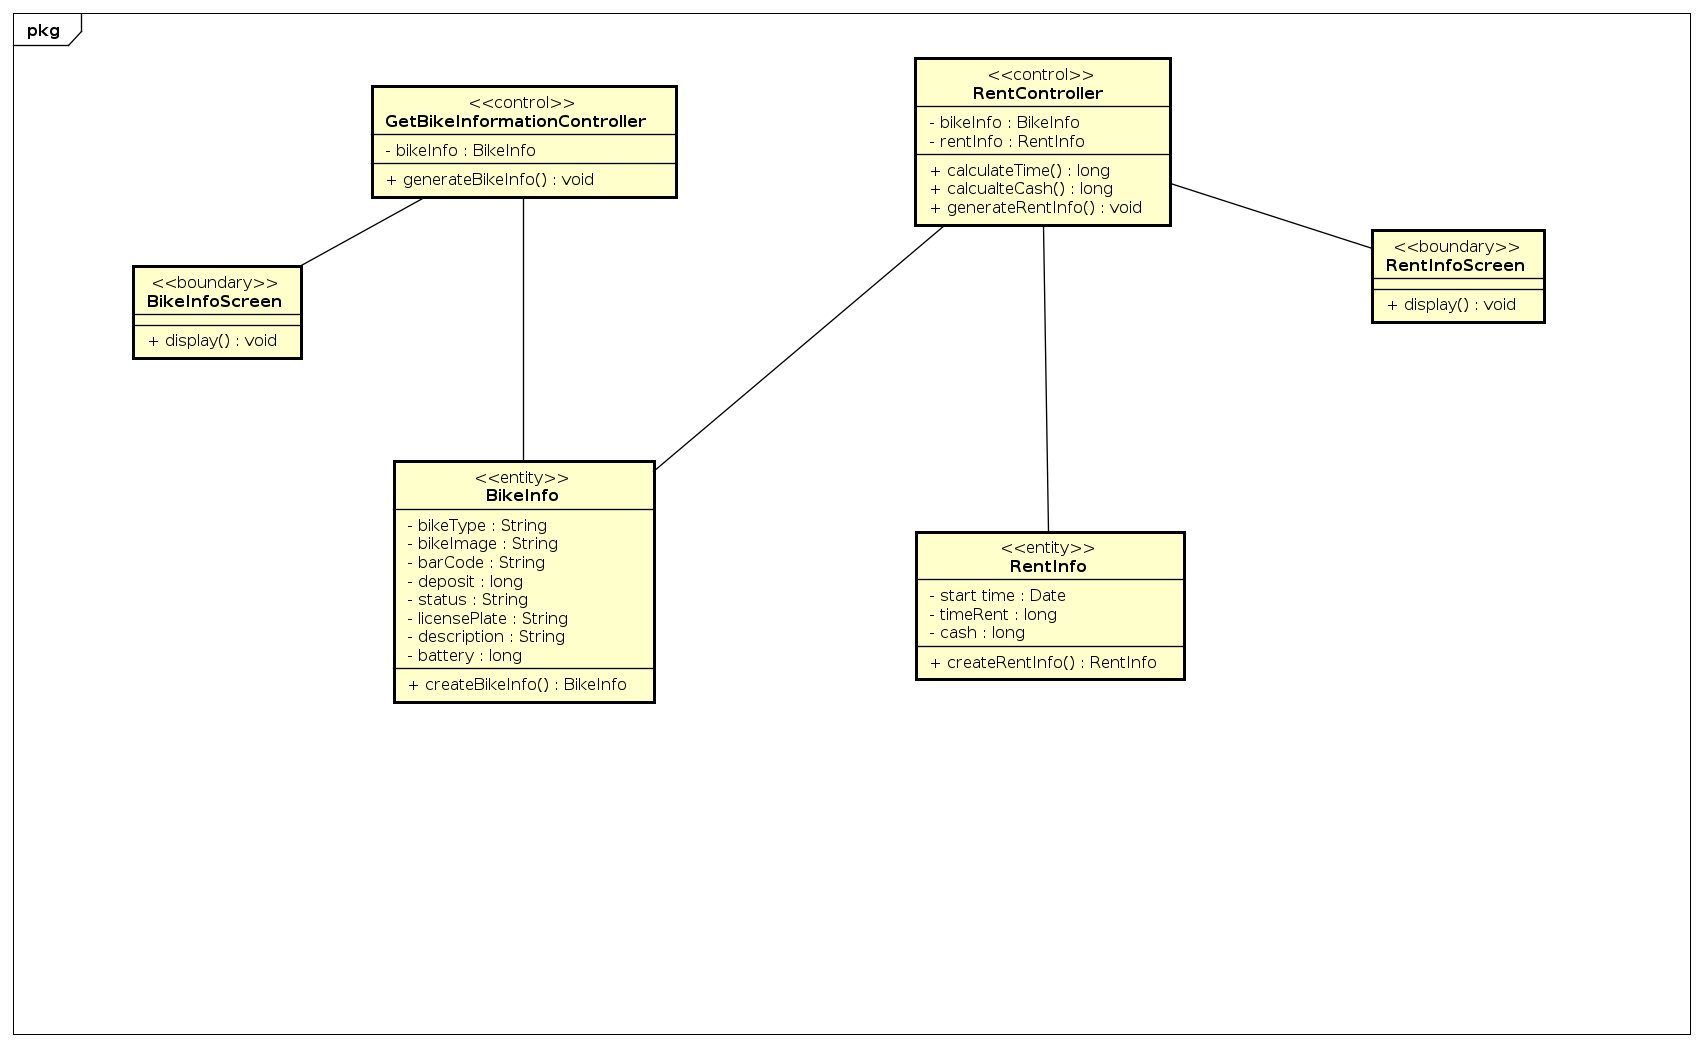 pkg
<<control>>
GetBikeInformationController
- bikeInfo : BikeInfo
+ generateBikeInfo() : void
<<control>>
RentController
- bikeInfo : BikeInfo
- rentInfo : RentInfo
+ calculateTime() : long
+ calcualteCash() : long
+ generateRentInfo() : void
<<boundary>>
BikeInfoScreen
+ display() : void
<<boundary>>
RentInfoScreen
+ display() : void
<<entity>>
BikeInfo
- bikeType : String
- bikeImage : String
- barCode : String
- deposit : long
- status : String
- licensePlate : String
- description : String
- battery : long
+ createBikeInfo() : BikeInfo
<<entity>>
RentInfo
- start time : Date
- timeRent : long
- cash : long
+ createRentInfo() : RentInfo